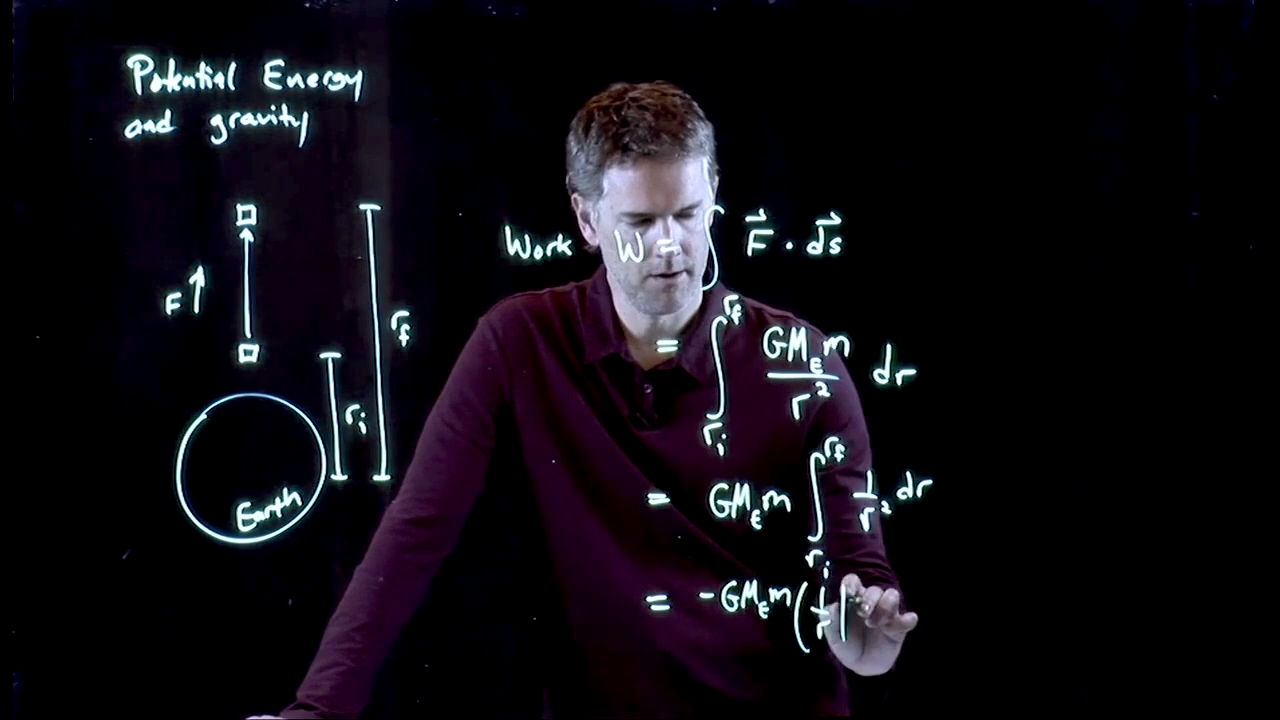 Potential Energy
and gravity
F
r_f
r_i
Earth
Work W = ∫ F⃗ · d⃗s
= ∫_{r_i}^{r_f} GM_E m / r² dr
= GM_E m ∫_{r_i}^{r_f} 1/r² dr
= -GM_E m ( 1/r |